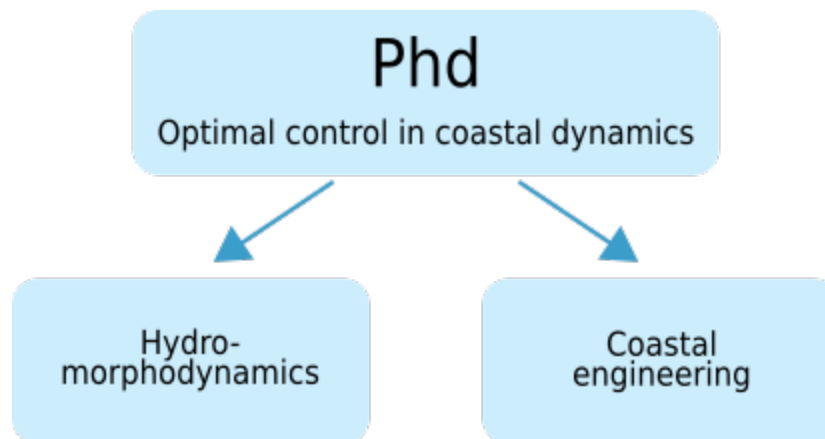 Phd
Optimal control in coastal dynamics
Hydro-
morphodynamics
Coastal
engineering